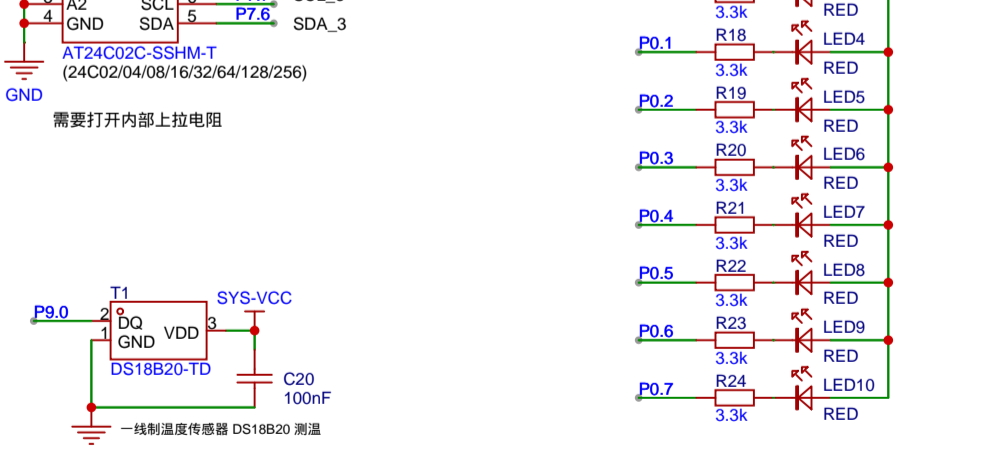 A2
SCL
4
GND
SDA
5
P7.6
SDA_3
AT24C02C-SSHM-T
(24C02/04/08/16/32/64/128/256)
GND
需要打开内部上拉电阻
T1
SYS-VCC
P9.0
2
DQ
VDD
3
1
GND
DS18B20-TD
C20
100nF
一线制温度传感器 DS18B20 测温
3.3k
RED
P0.1
R18
LED4
3.3k
RED
P0.2
R19
LED5
3.3k
RED
P0.3
R20
LED6
3.3k
RED
P0.4
R21
LED7
3.3k
RED
P0.5
R22
LED8
3.3k
RED
P0.6
R23
LED9
3.3k
RED
P0.7
R24
LED10
3.3k
RED